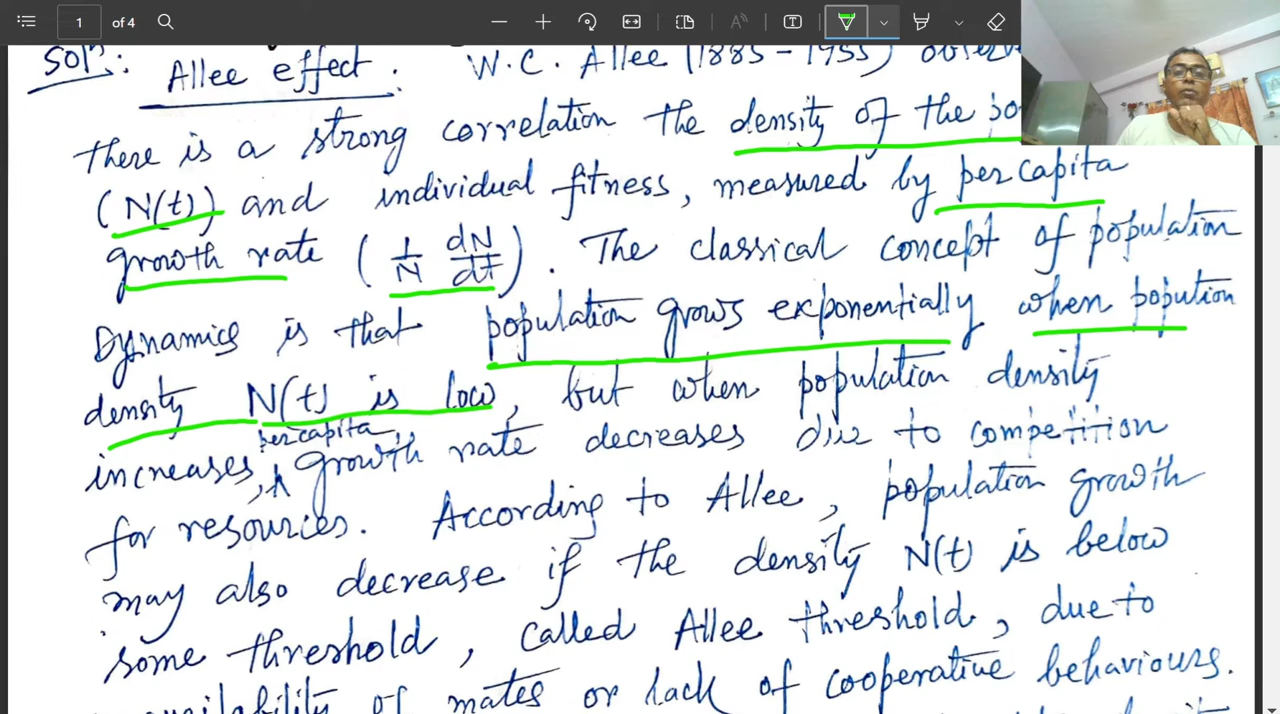 1 of 4
Solⁿ: Allee effect : W.C. Allee (1885 - 1955)
there is a strong correlation the density of the
(N(t)) and individual fitness, measured by percapita
growth rate (1/N dN/dt). The classical concept of population
Dynamics is that population grows exponentially when popution
density N(t) is low, but when population density
percapita
increases, ∧ growth rate decreases due to competition
for resources. According to Allee, population growth
may also decrease if the density N(t) is below
some threshold, called Allee threshold, due to
of mates or lack of cooperative behaviours.